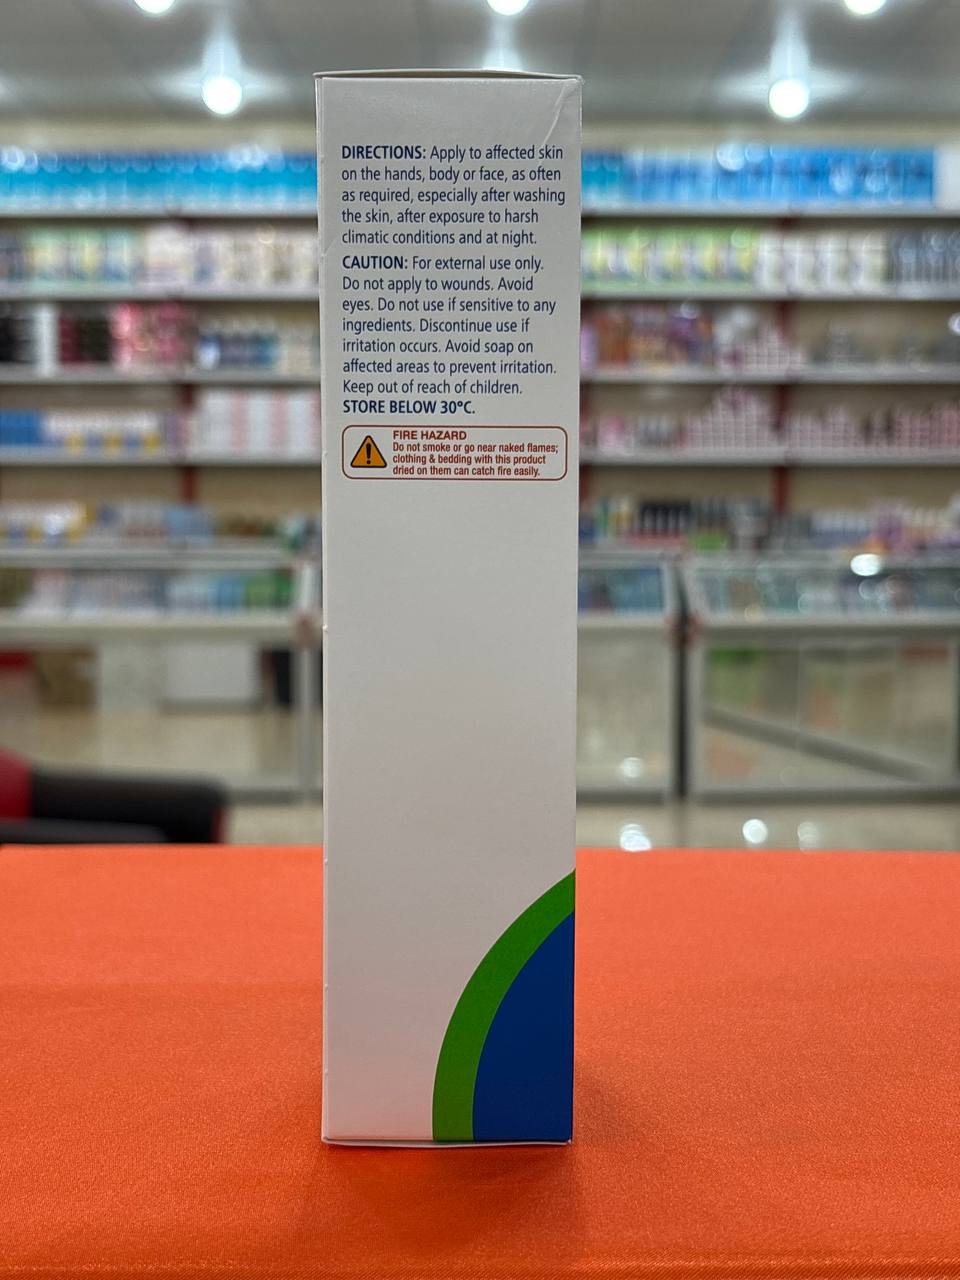 DIRECTIONS: Apply to affected skin
on the hands, body or face, as often
as required, especially after washing
the skin, after exposure to harsh
climatic conditions and at night.
CAUTION: For external use only.
Do not apply to wounds. Avoid
eyes. Do not use if sensitive to any
ingredients. Discontinue use if
irritation occurs. Avoid soap on
affected areas to prevent irritation.
Keep out of reach of children.
STORE BELOW 30°C.
FIRE HAZARD
Do not smoke or go near naked flames;
clothing & bedding with this product
dried on them can catch fire easily.